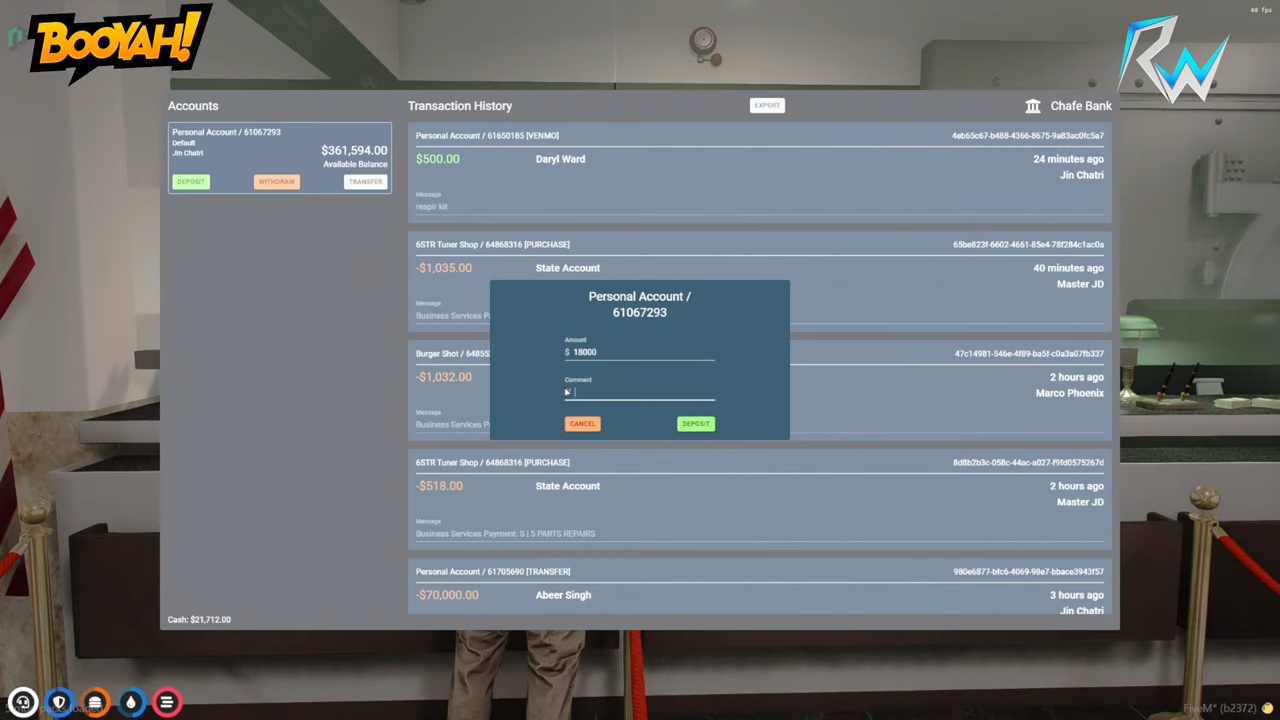 68 fps
BOOYAH!
RW
Accounts
Personal Account / 61067293
Default
Jin Chatri
$361,594.00
Available Balance
DEPOSIT
WITHDRAW
TRANSFER
Cash: $21,712.00
Transaction History
EXPORT
Chafe Bank
Personal Account / 61650185 [VENMO]
4eb65c67-b488-4366-8675-9a83ac0fc5a7
$500.00
Daryl Ward
24 minutes ago
Jin Chatri
Message
reapir kit
6STR Tuner Shop / 64868316 [PURCHASE]
65be823f-6602-4661-85e4-78f284c1ac0a
-$1,035.00
State Account
40 minutes ago
Master JD
Message
Business Services P
Burger Shot / 6485
47c14981-546e-4f89-ba5f-c0a3a07fb337
-$1,032.00
2 hours ago
Marco Phoenix
Message
Business Services P
6STR Tuner Shop / 64868316 [PURCHASE]
8d8b2b3c-058c-44ac-a027-f9fd0575267d
-$518.00
State Account
2 hours ago
Master JD
Message
Business Services Payment: S | 5 PARTS REPAIRS
Personal Account / 61705690 [TRANSFER]
980e6877-bfc6-4069-98e7-bbace3943f57
-$70,000.00
Abeer Singh
3 hours ago
Jin Chatri
Personal Account /
61067293
Amount
$ 18000
Comment
CANCEL
DEPOSIT
FiveM* (b2372)